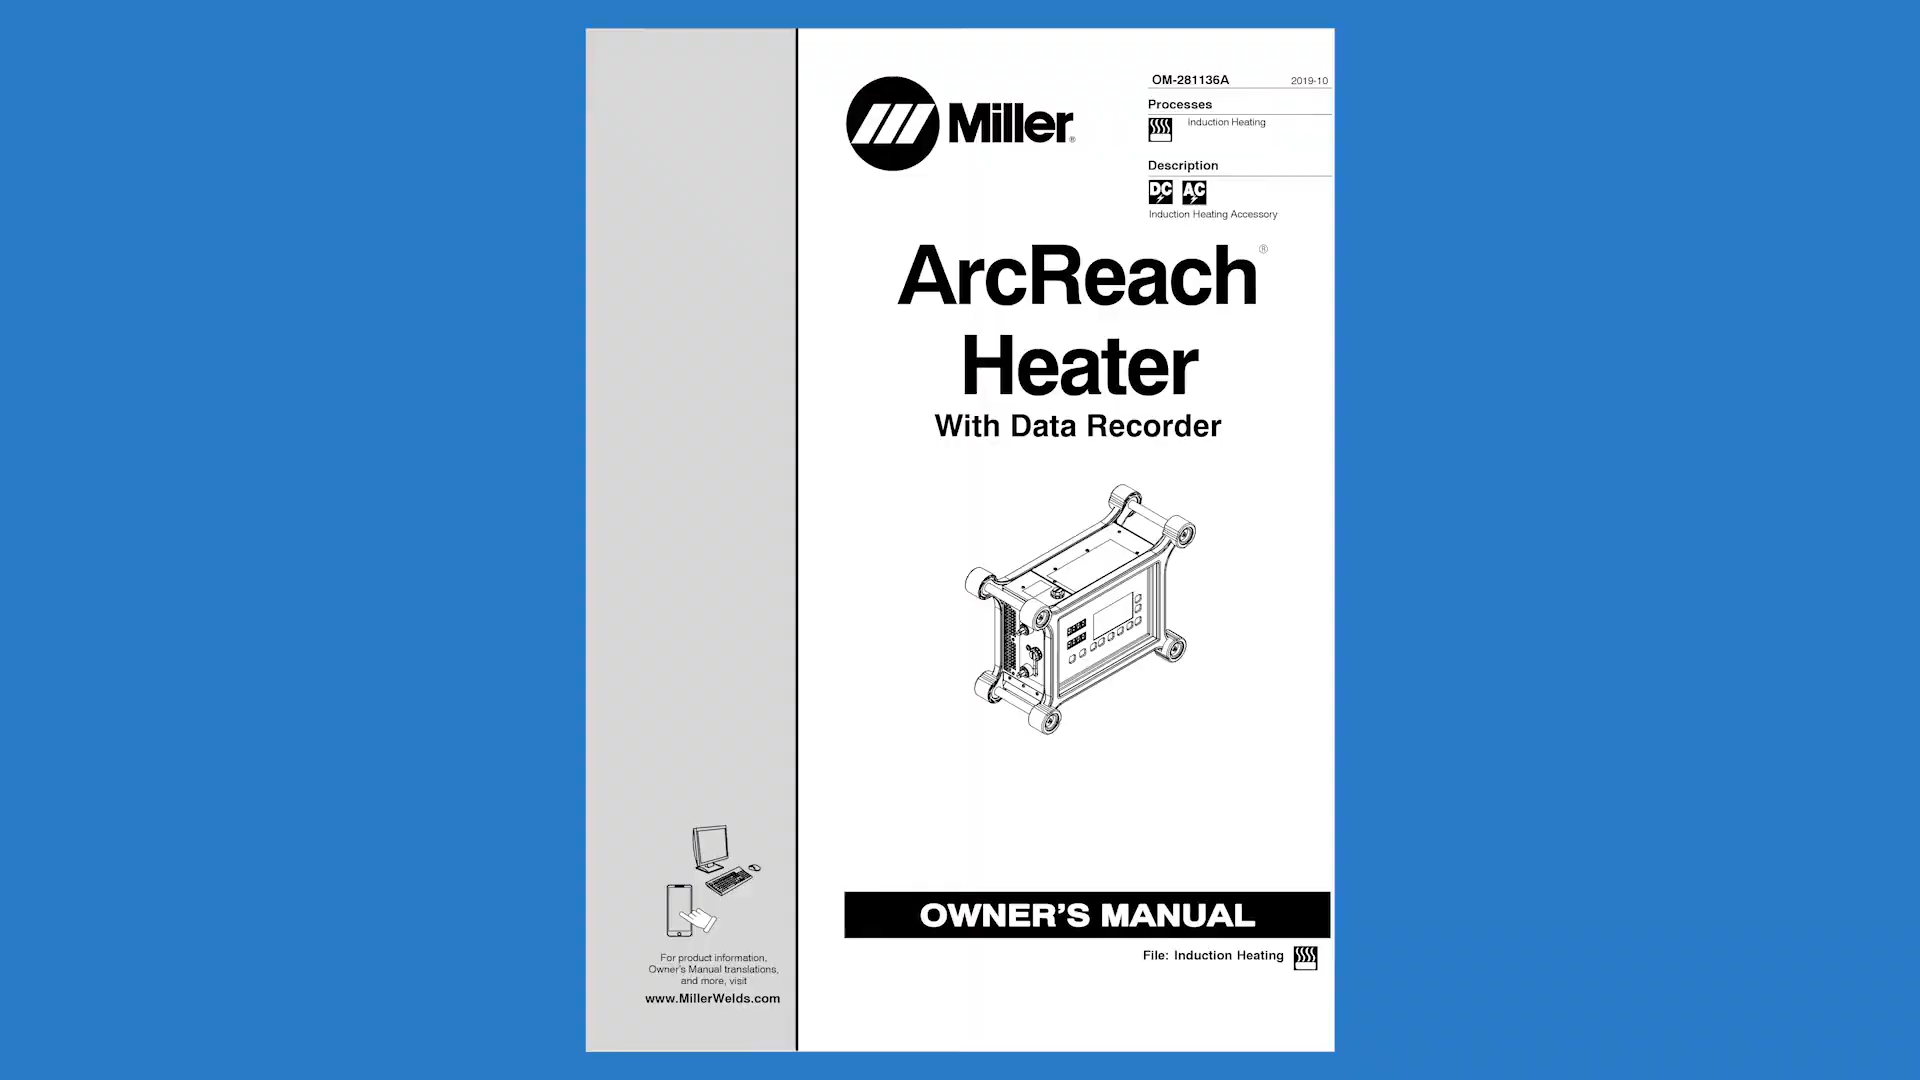 Miller®
OM-281136A 2019-10
Processes
Induction Heating
Description
DC AC
Induction Heating Accessory
ArcReach®
Heater
With Data Recorder
For product information,
Owner's Manual translations,
and more, visit
www.MillerWelds.com
OWNER'S MANUAL
File: Induction Heating